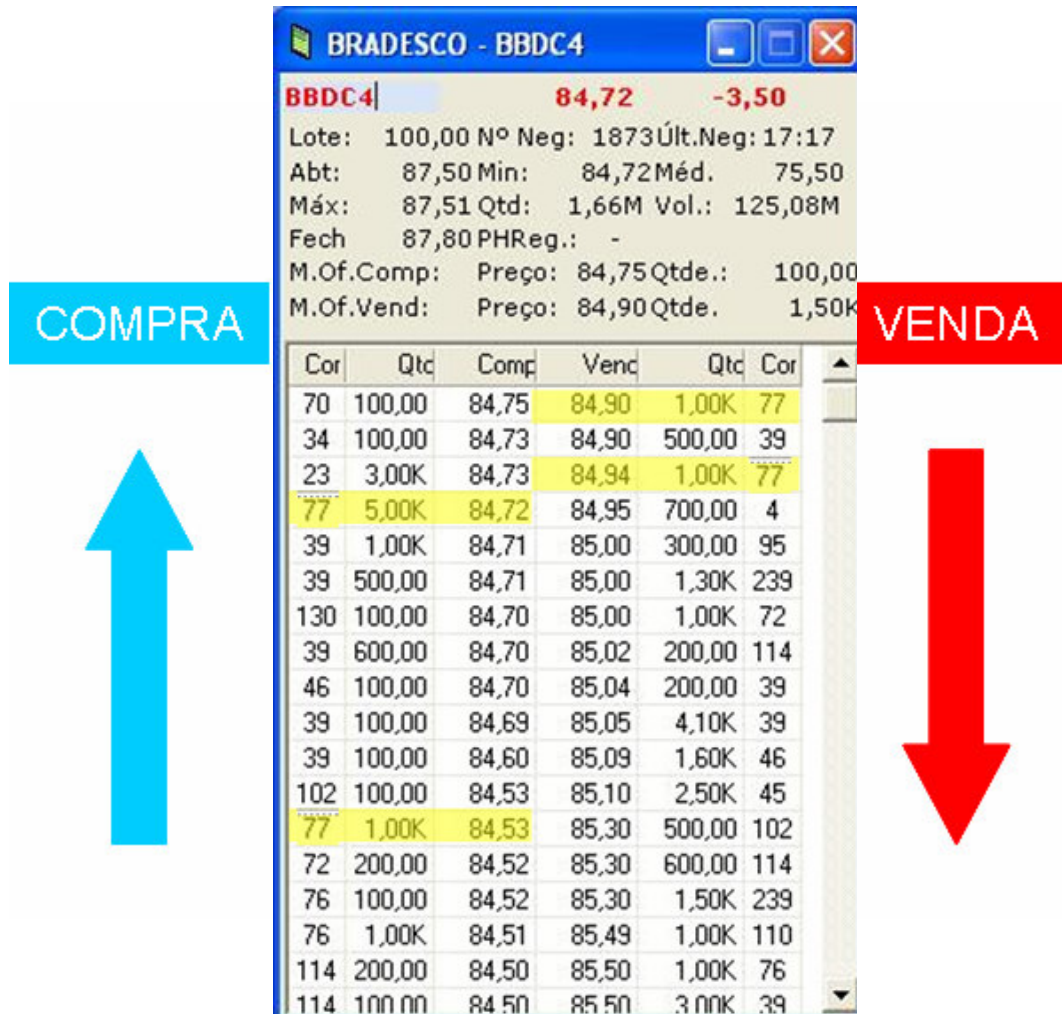 BRADESCO - BBDC4
BBDC4 84,72 -3,50
Lote: 100,00 Nº Neg: 1873 Últ.Neg: 17:17
Abt: 87,50 Min: 84,72 Méd. 75,50
Máx: 87,51 Qtd: 1,66M Vol.: 125,08M
Fech 87,80 PHReg.: -
M.Of.Comp: Preço: 84,75 Qtde.: 100,00
M.Of.Vend: Preço: 84,90 Qtde. 1,50K
COMPRA
VENDA
Cor Qtd Comp Vend Qtd Cor
70 100,00 84,75 84,90 1,00K 77
34 100,00 84,73 84,90 500,00 39
23 3,00K 84,73 84,94 1,00K 77
77 5,00K 84,72 84,95 700,00 4
39 1,00K 84,71 85,00 300,00 95
39 500,00 84,71 85,00 1,30K 239
130 100,00 84,70 85,00 1,00K 72
39 600,00 84,70 85,02 200,00 114
46 100,00 84,70 85,04 200,00 39
39 100,00 84,69 85,05 4,10K 39
39 100,00 84,60 85,09 1,60K 46
102 100,00 84,53 85,10 2,50K 45
77 1,00K 84,53 85,30 500,00 102
72 200,00 84,52 85,30 600,00 114
76 100,00 84,52 85,30 1,50K 239
76 1,00K 84,51 85,49 1,00K 110
114 200,00 84,50 85,50 1,00K 76
114 100,00 84,50 85,50 3,00K 39